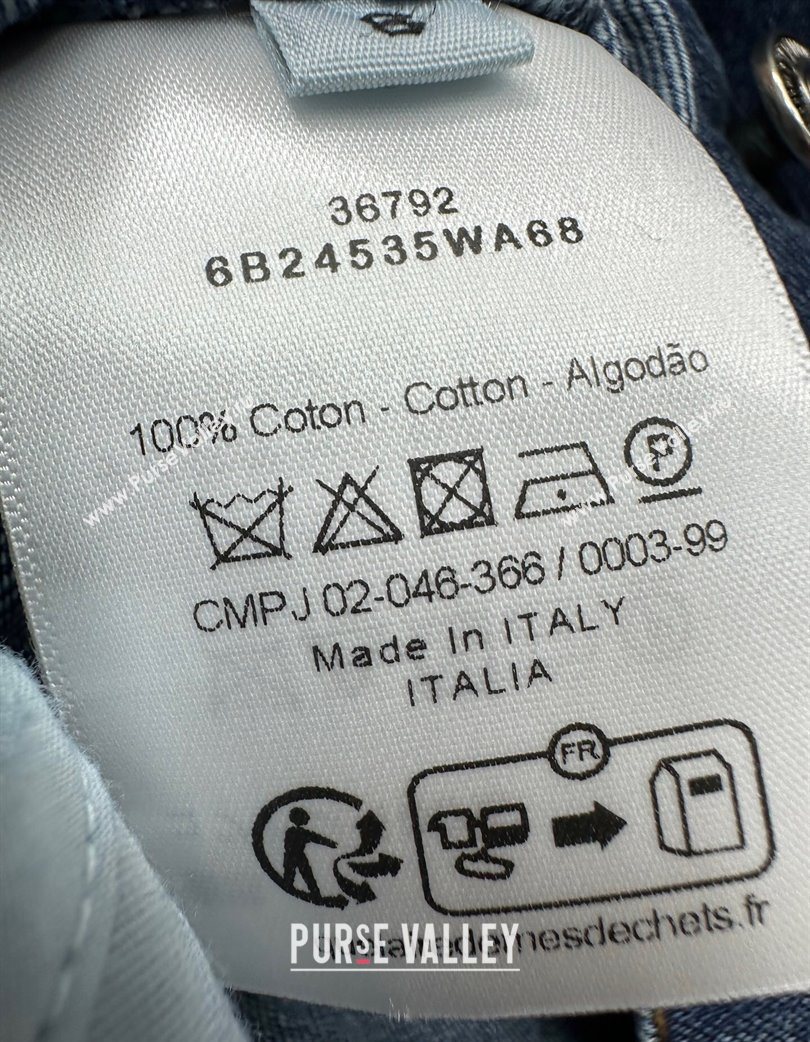 36792
6B24535WA68
100% Coton - Cotton - Algodão
P
CMPJ 02-046-366 / 0003-99
Made In ITALY
ITALIA
FR
PURSE VALLEY